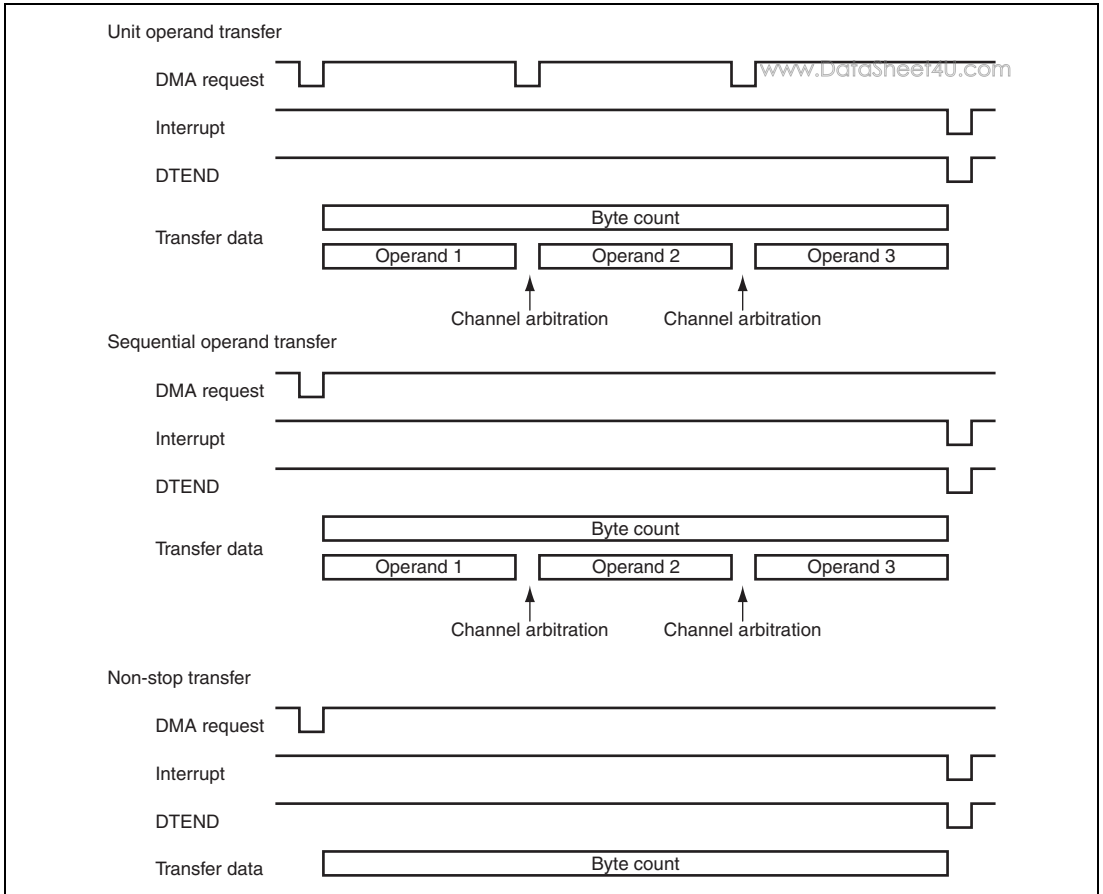 Unit operand transfer
DMA request
www.DataSheet4U.com
Interrupt
DTEND
Byte count
Transfer data
Operand 1 Operand 2 Operand 3
Channel arbitration Channel arbitration
Sequential operand transfer
DMA request
Interrupt
DTEND
Byte count
Transfer data
Operand 1 Operand 2 Operand 3
Channel arbitration Channel arbitration
Non-stop transfer
DMA request
Interrupt
DTEND
Transfer data Byte count